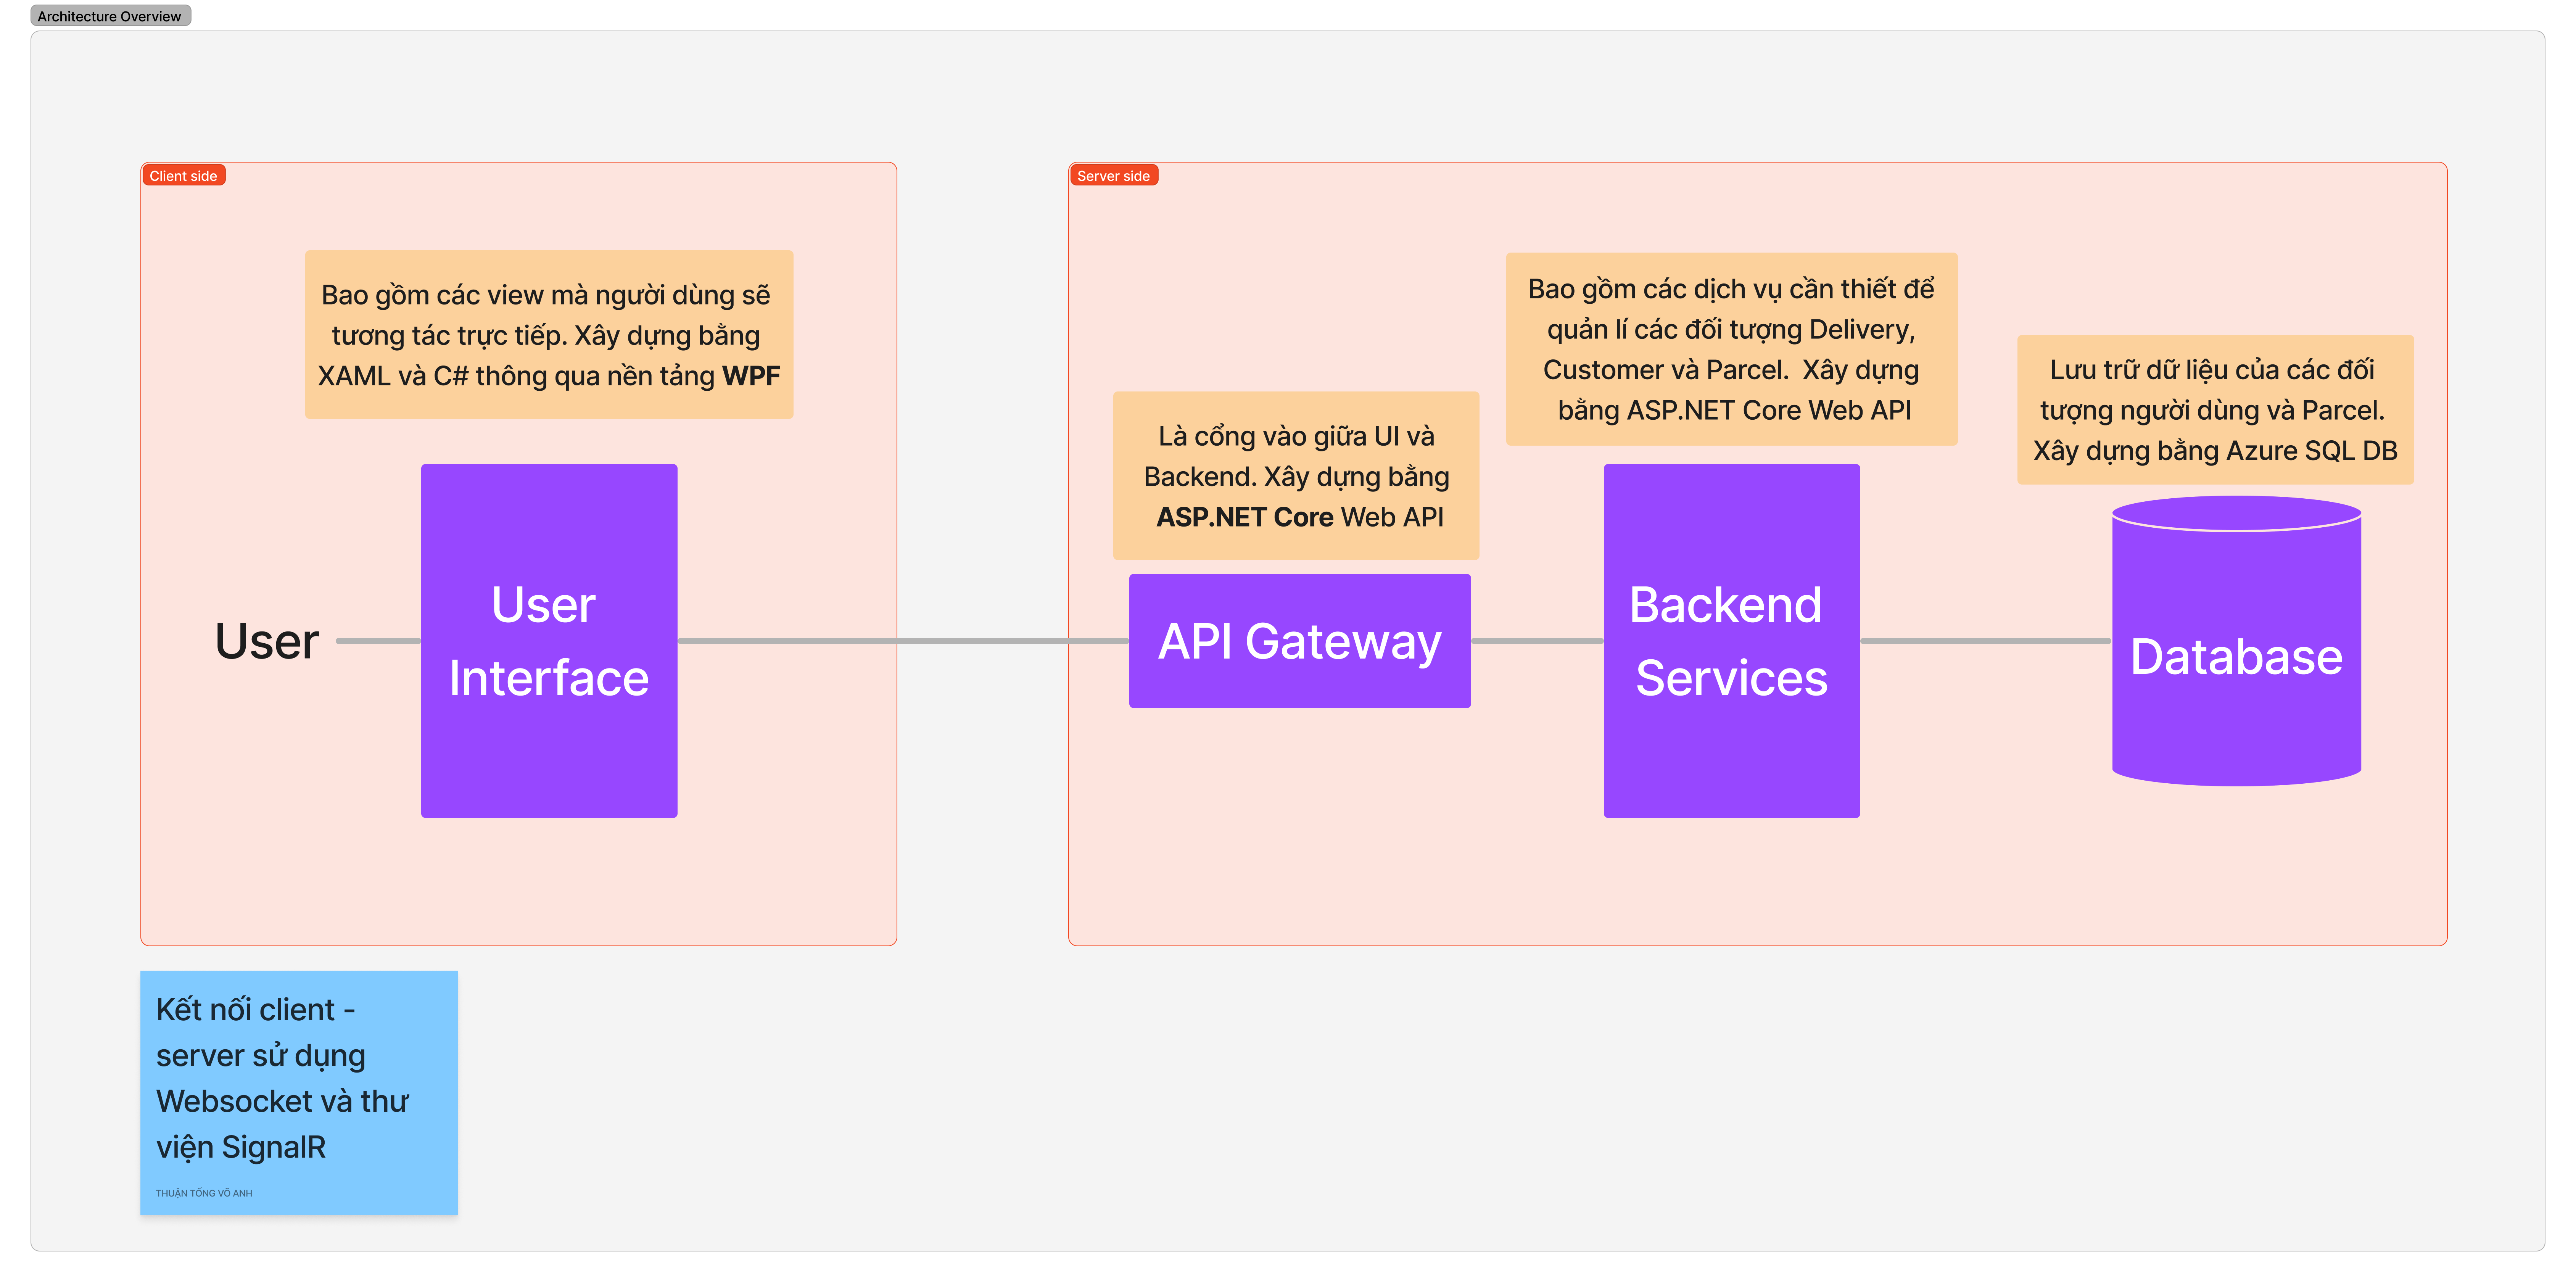 Architecture Overview
Client side
Bao gồm các view mà người dùng sẽ
tương tác trực tiếp. Xây dựng bằng
XAML và C# thông qua nền tảng WPF
User
User
Interface
Server side
Là cổng vào giữa UI và
Backend. Xây dựng bằng
ASP.NET Core Web API
API Gateway
Bao gồm các dịch vụ cần thiết để
quản lí các đối tượng Delivery,
Customer và Parcel.  Xây dựng
bằng ASP.NET Core Web API
Backend
Services
Lưu trữ dữ liệu của các đối
tượng người dùng và Parcel.
Xây dựng bằng Azure SQL DB
Database
Kết nối client -
server sử dụng
Websocket và thư
viện SignalR
THUẬN TỐNG VÕ ANH